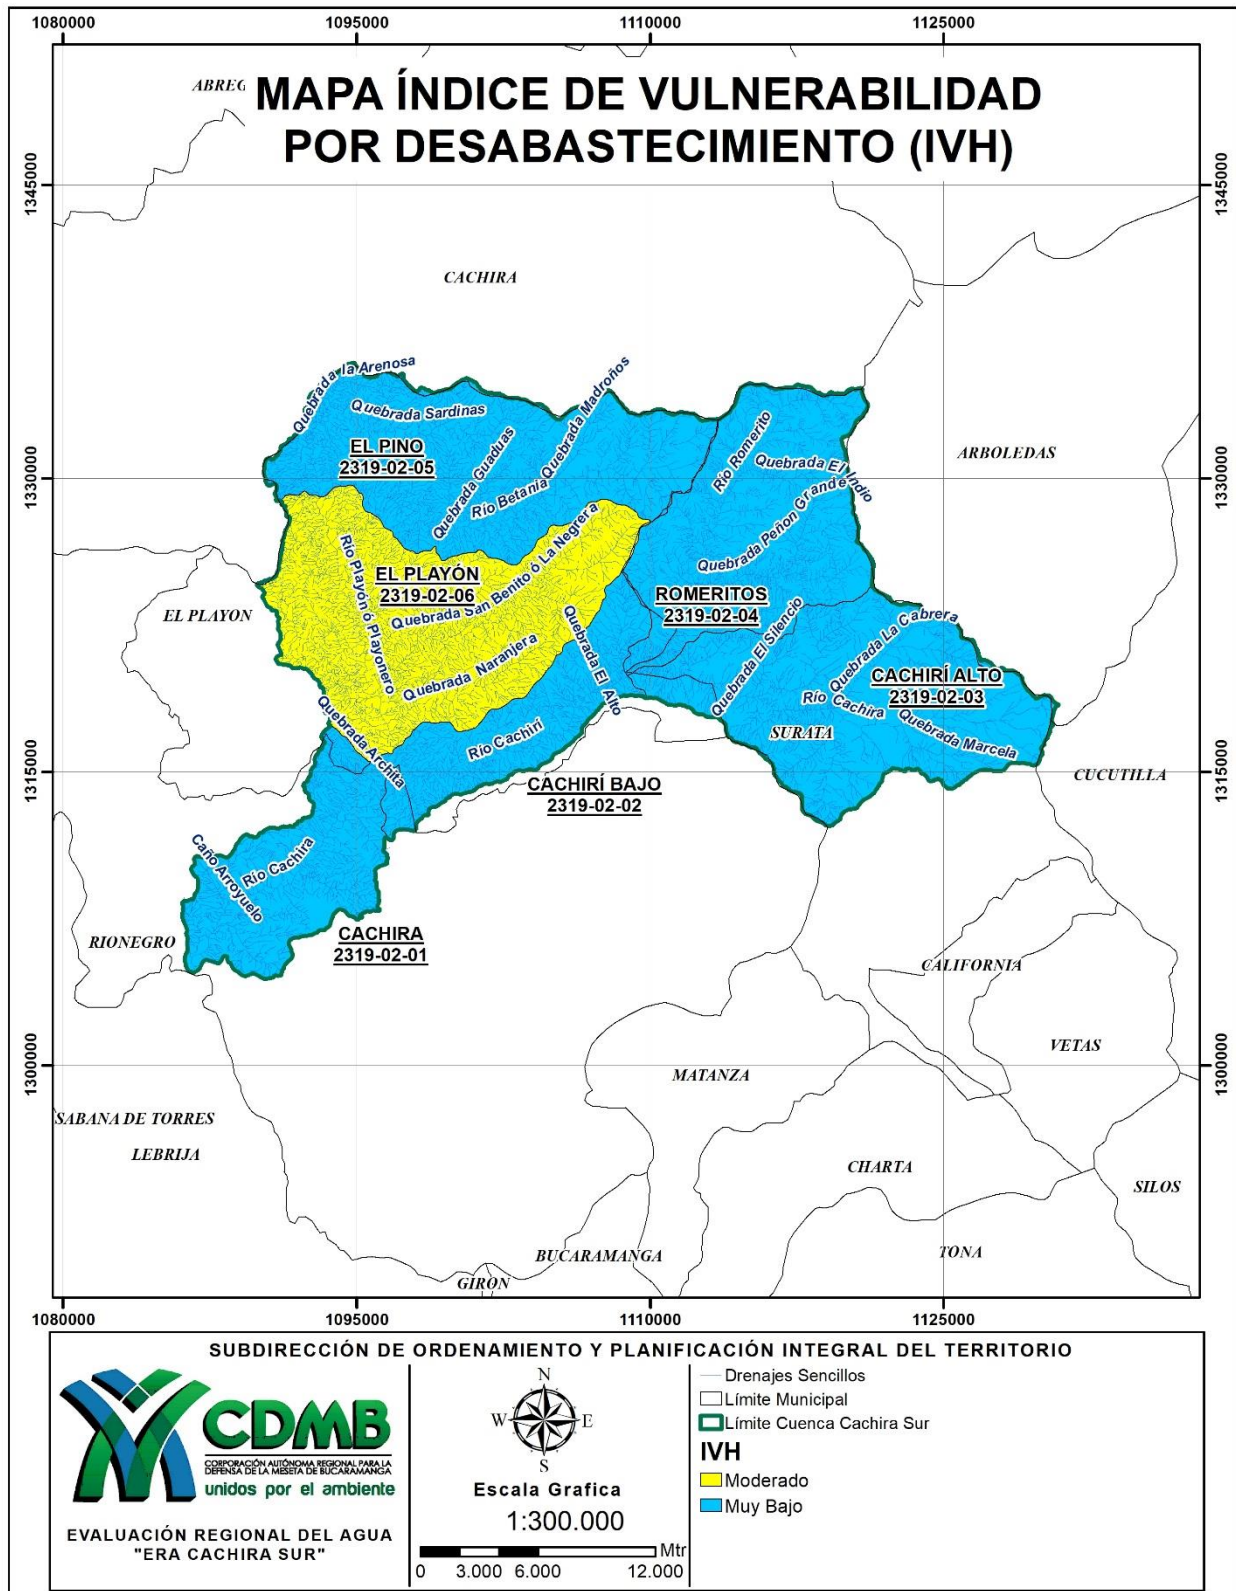 1080000 1095000 1110000 1125000
MAPA ÍNDICE DE VULNERABILIDAD
POR DESABASTECIMIENTO (IVH)
ABREG
1345000 1345000
CACHIRA
Quebrada la Arenosa
Quebrada Sardinas
Quebrada Madroños
Quebrada Guaduas
Río Betania
EL PINO
2319-02-05
Río Romerito
Quebrada El Indio
Quebrada Peñon Grande
ARBOLEDAS
1330000 1330000
Río Playón ó Playonero
EL PLAYÓN
2319-02-06
Quebrada San Benito ó La Negrera
Quebrada Naranjera
Quebrada El Alto
ROMERITOS
2319-02-04
Quebrada El Silencio
Quebrada La Cabrera
EL PLAYON
CACHIRÍ ALTO
2319-02-03
Río Cachira
Quebrada Marcela
SURATA
Quebrada Archita
Río Cachirí
CACHIRÍ BAJO
2319-02-02
CUCUTILLA
1315000 1315000
Caño Arroyuelo
Río Cachira
CACHIRA
2319-02-01
RIONEGRO
CALIFORNIA
VETAS
MATANZA
1300000 1300000
SABANA DE TORRES
LEBRIJA
CHARTA
SILOS
BUCARAMANGA
TONA
GIRON
1080000 1095000 1110000 1125000
SUBDIRECCIÓN DE ORDENAMIENTO Y PLANIFICACIÓN INTEGRAL DEL TERRITORIO
CDMB
CORPORACIÓN AUTÓNOMA REGIONAL PARA LA
DEFENSA DE LA MESETA DE BUCARAMANGA
unidos por el ambiente
EVALUACIÓN REGIONAL DEL AGUA
"ERA CACHIRA SUR"
N
W E
S
Escala Grafica
1:300.000
Mtr
0 3.000 6.000 12.000
Drenajes Sencillos
Límite Municipal
Límite Cuenca Cachira Sur
IVH
Moderado
Muy Bajo